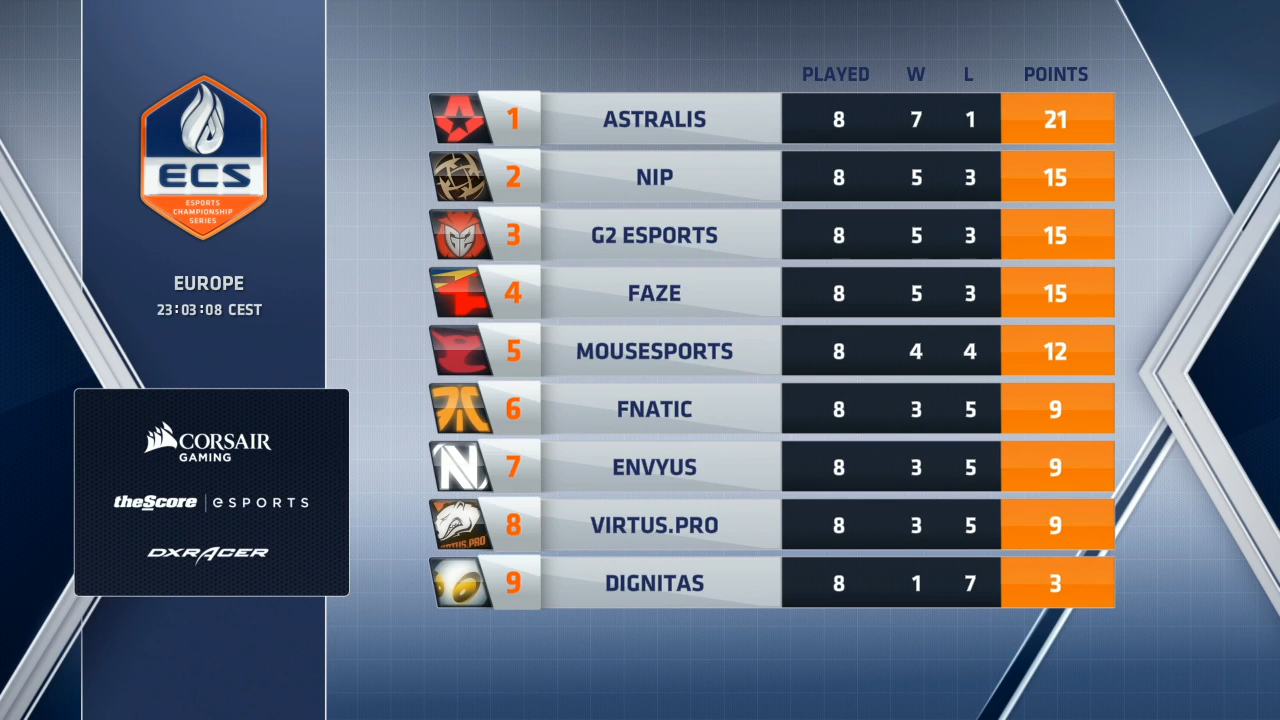 ECS
ESPORTS
CHAMPIONSHIP
SERIES
EUROPE
23:03:08 CEST
CORSAIR
GAMING
theScore | eSPORTS
DXRACER
PLAYED W L POINTS
1 ASTRALIS 8 7 1 21
2 NIP 8 5 3 15
3 G2 ESPORTS 8 5 3 15
4 FAZE 8 5 3 15
5 MOUSESPORTS 8 4 4 12
6 FNATIC 8 3 5 9
7 ENVYUS 8 3 5 9
8 VIRTUS.PRO 8 3 5 9
VIRTUS.PRO
9 DIGNITAS 8 1 7 3